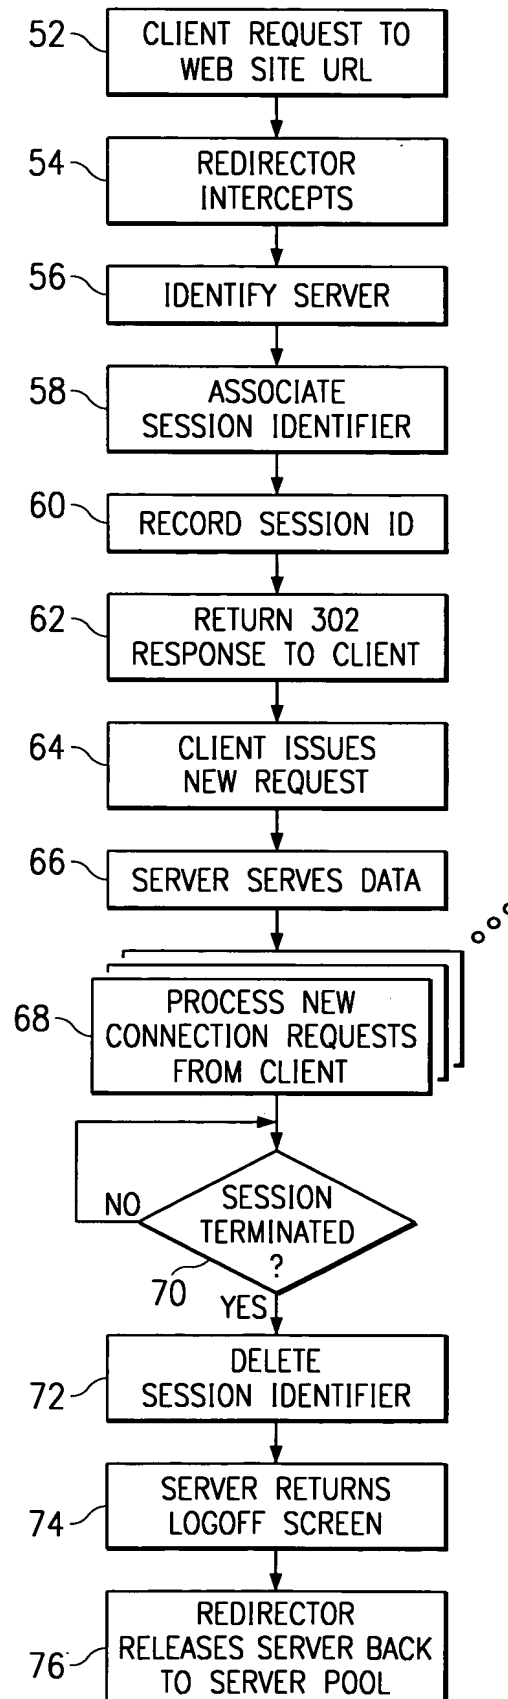 52
CLIENT REQUEST TO
WEB SITE URL
54
REDIRECTOR
INTERCEPTS
56
IDENTIFY SERVER
58
ASSOCIATE
SESSION IDENTIFIER
60
RECORD SESSION ID
62
RETURN 302
RESPONSE TO CLIENT
64
CLIENT ISSUES
NEW REQUEST
66
SERVER SERVES DATA
68
PROCESS NEW
CONNECTION REQUESTS
FROM CLIENT
NO
SESSION
TERMINATED
?
70
YES
72
DELETE
SESSION IDENTIFIER
74
SERVER RETURNS
LOGOFF SCREEN
76
REDIRECTOR
RELEASES SERVER BACK
TO SERVER POOL